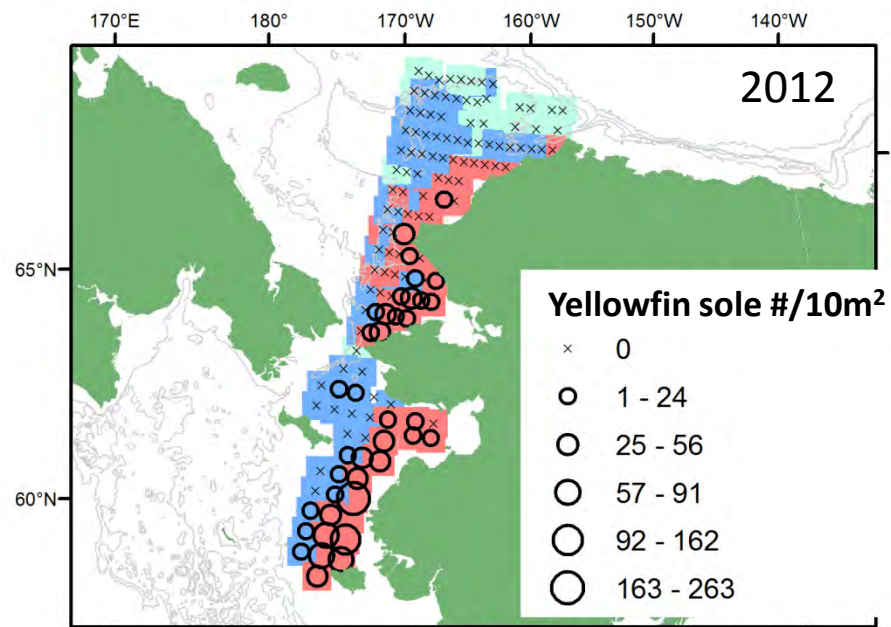 170°E 180° 170°W 160°W 150°W 140°W
2012
65°N
Yellowfin sole #/10m²
× 0
1 - 24
25 - 56
57 - 91
60°N
92 - 162
163 - 263